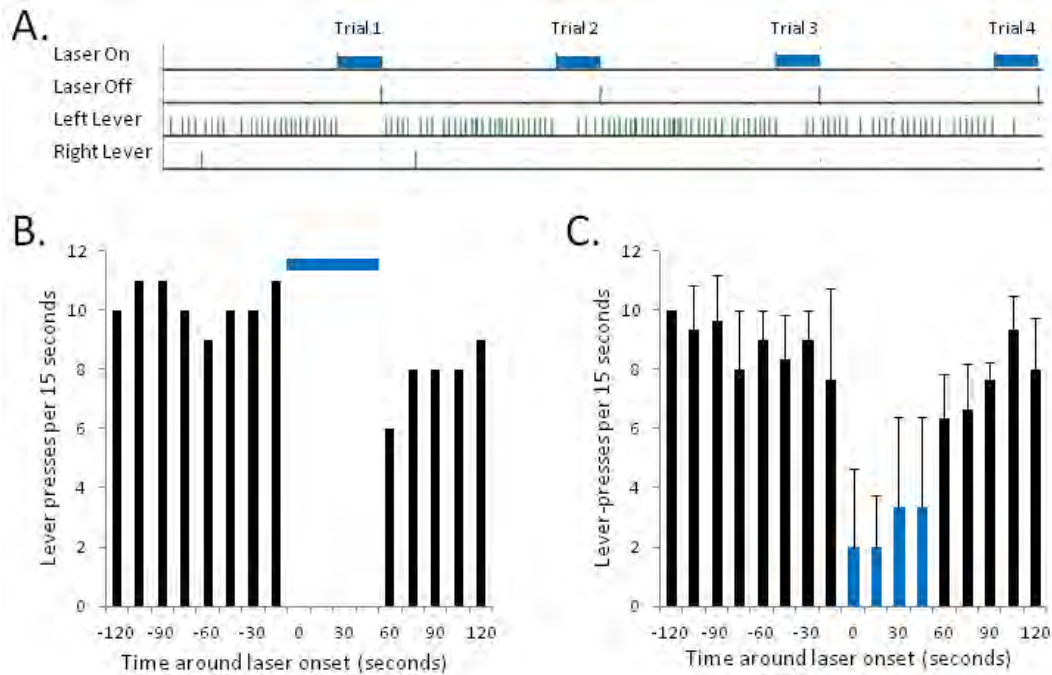 A.
Trial 1 Trial 2 Trial 3 Trial 4
Laser On
Laser Off
Left Lever
Right Lever
B.
12
10
8
6
4
2
0
Lever presses per 15 seconds
-120 -90 -60 -30 0 30 60 90 120
Time around laser onset (seconds)
C.
12
10
8
6
4
2
0
Lever-presses per 15 seconds
-120 -90 -60 -30 0 30 60 90 120
Time around laser onset (seconds)